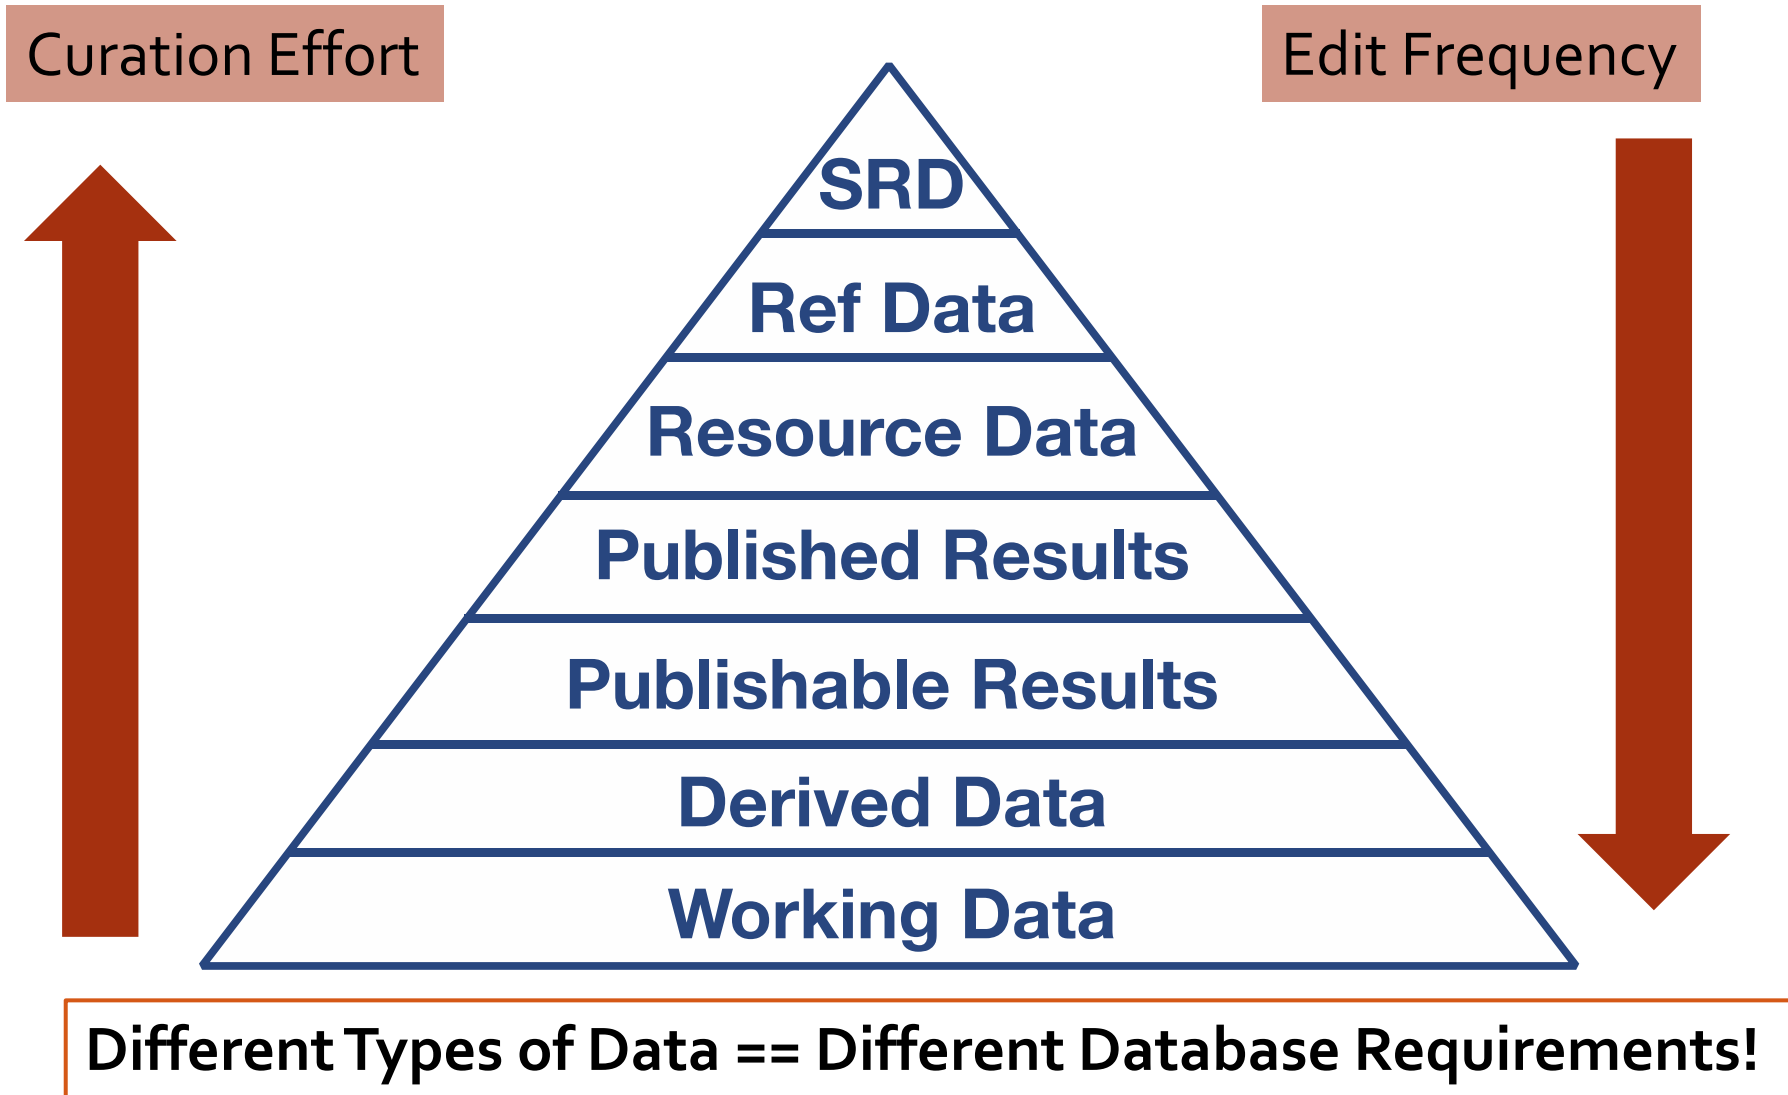 Curation Effort
Edit Frequency
SRD
Ref Data
Resource Data
Published Results
Publishable Results
Derived Data
Working Data
Different Types of Data == Different Database Requirements!